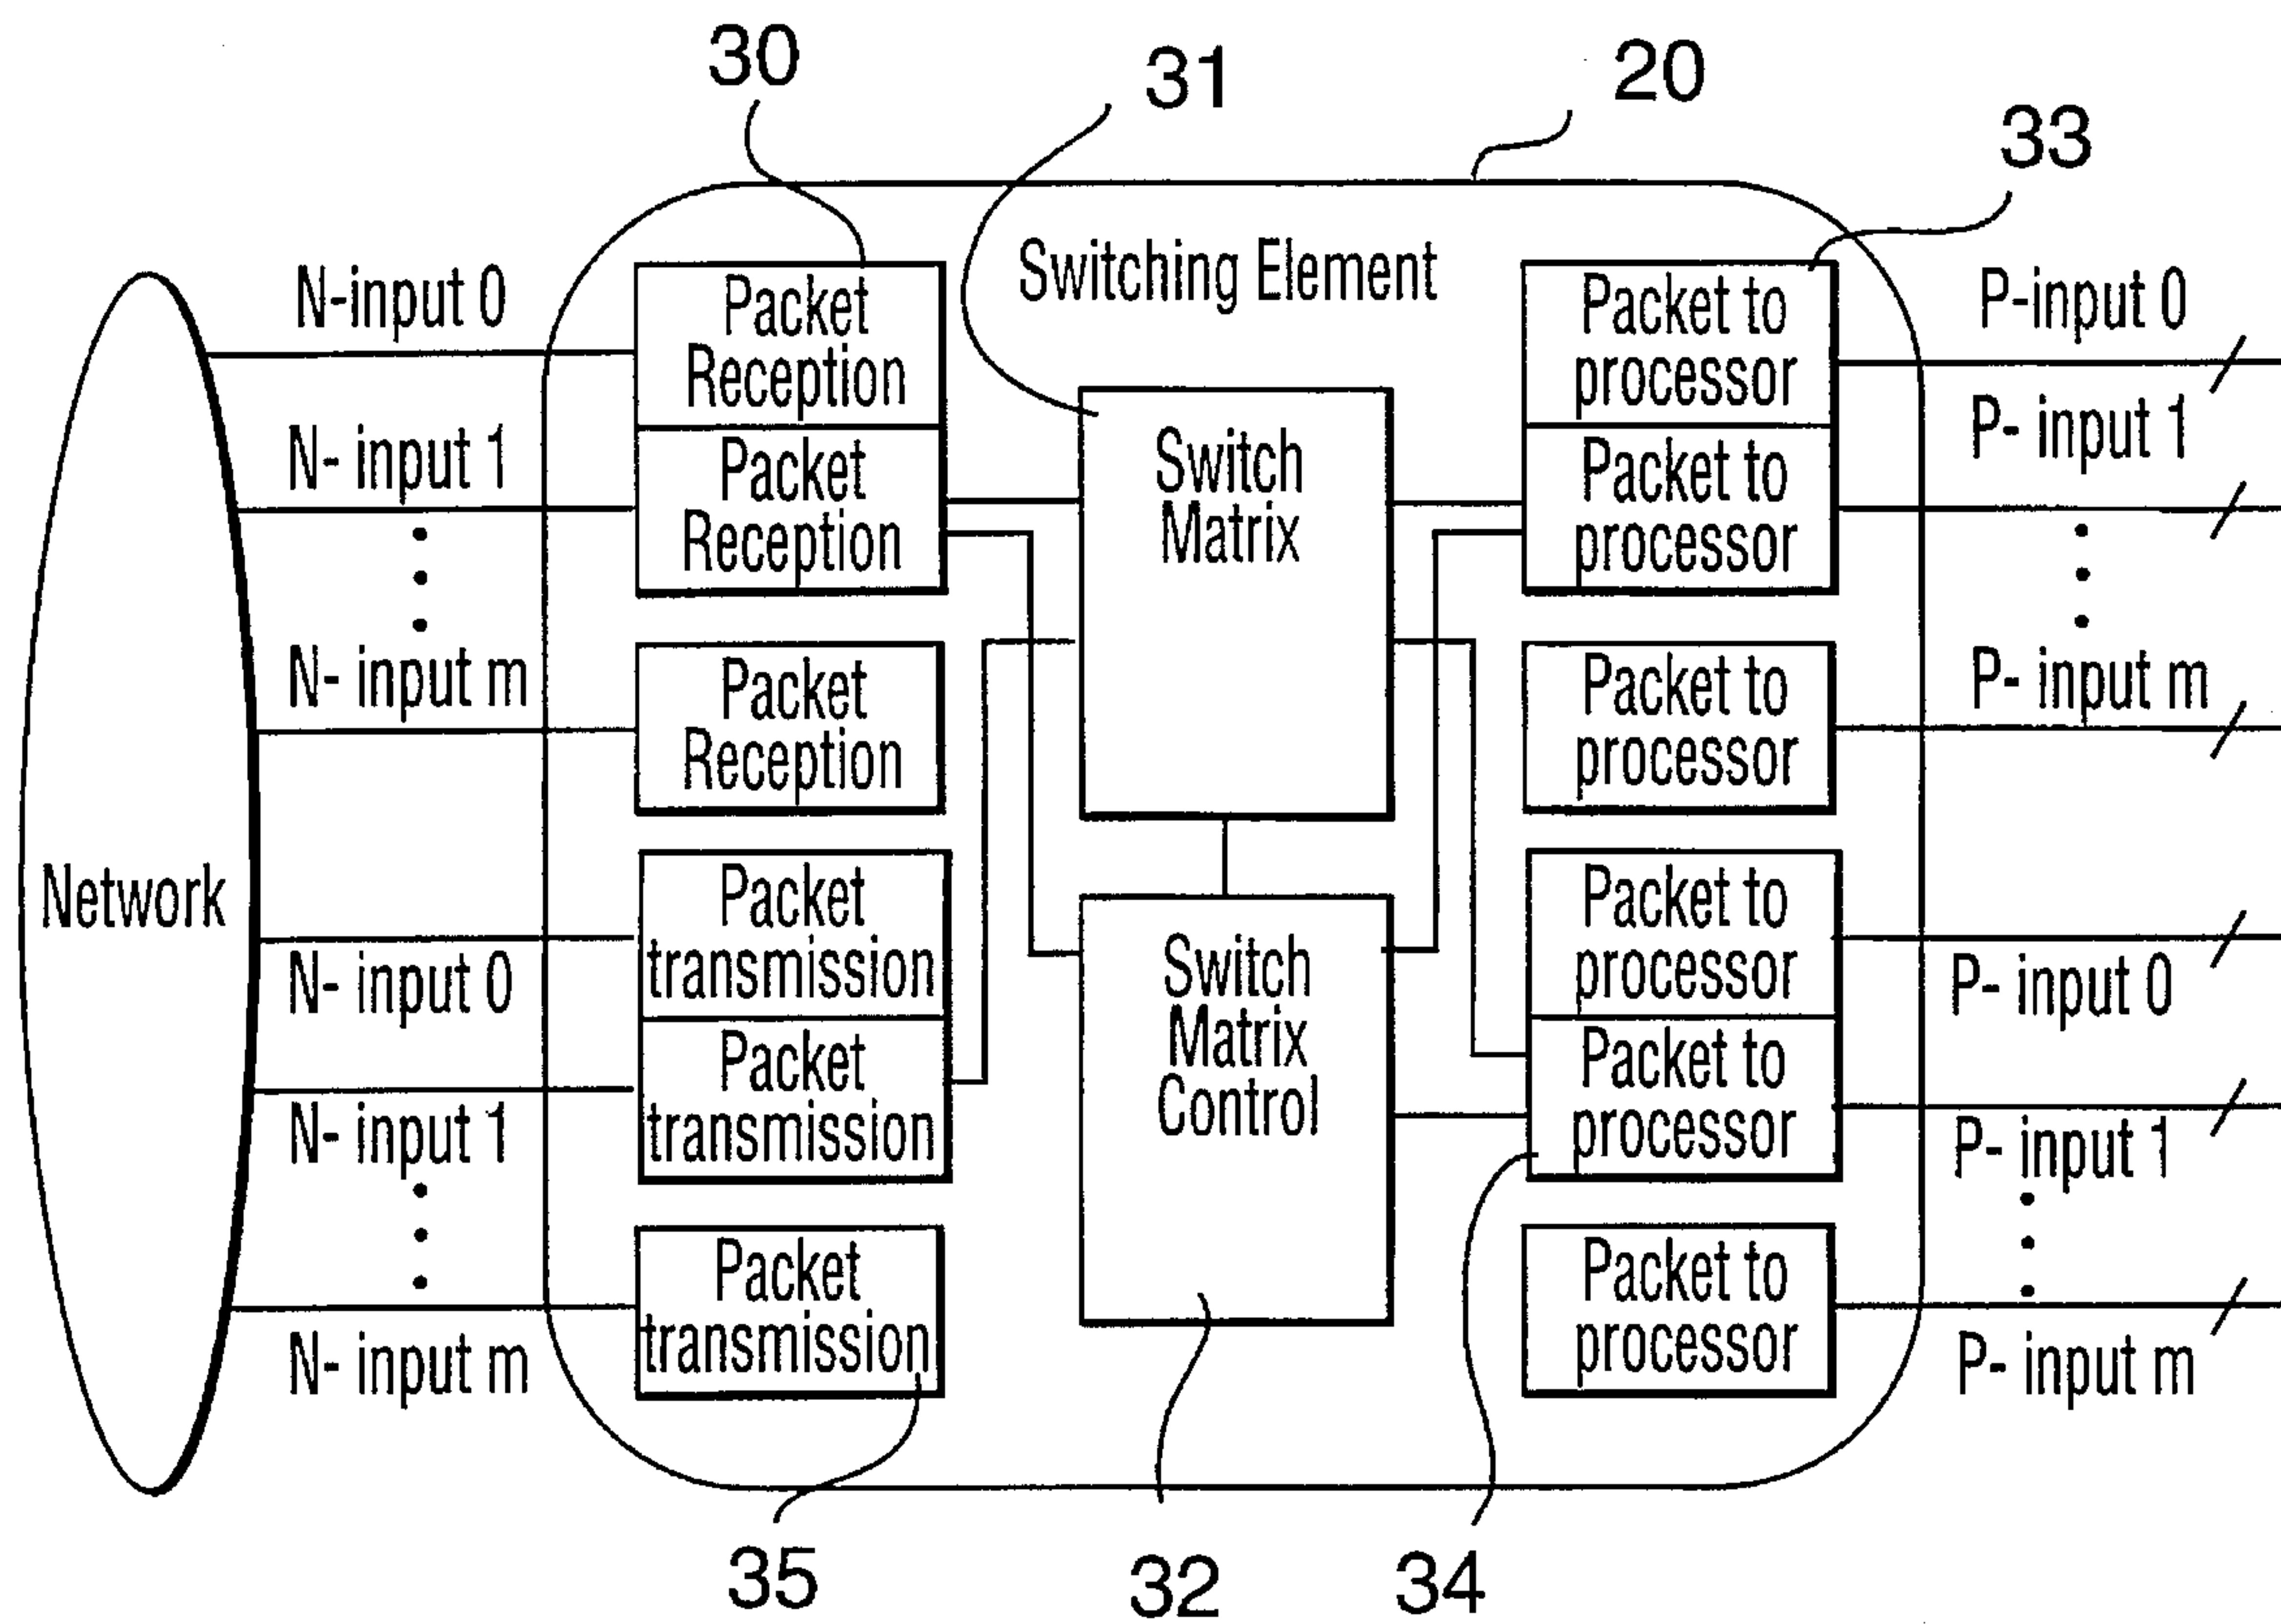 30
31
20
33
Switching Element
N-input 0
Packet
Reception
Packet to
processor
P-input 0
N- input 1
Packet
Reception
Switch
Matrix
Packet to
processor
P- input 1
N- input m
Packet
Reception
Packet to
processor
P- input m
Network
Packet
transmission
N- input 0
Switch
Matrix
Control
Packet to
processor
P- input 0
Packet
transmission
N- input 1
Packet to
processor
P- input 1
Packet
transmission
N- input m
Packet to
processor
P- input m
35
32
34